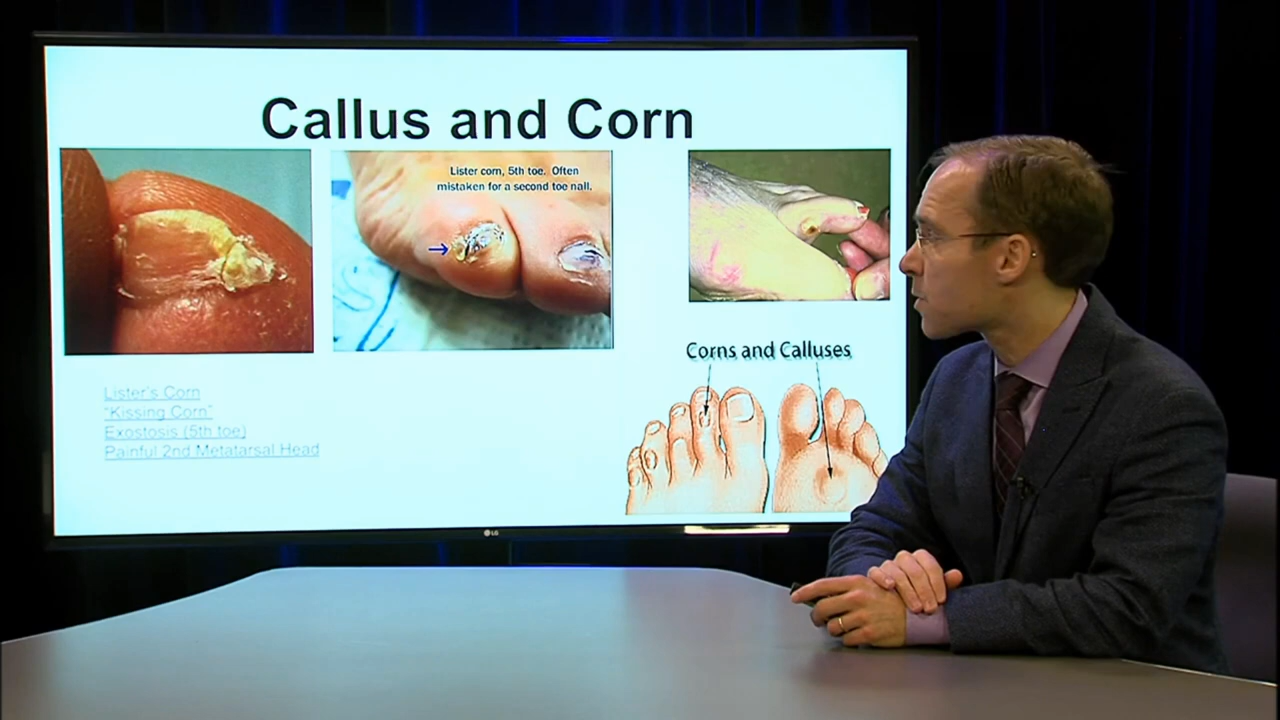 Callus and Corn
Lister corn, 5th toe. Often
mistaken for a second toe nail.
Lister's Corn
"Kissing Corn"
Exostosis (5th toe)
Painful 2nd Metatarsal Head
Corns and Calluses
LG